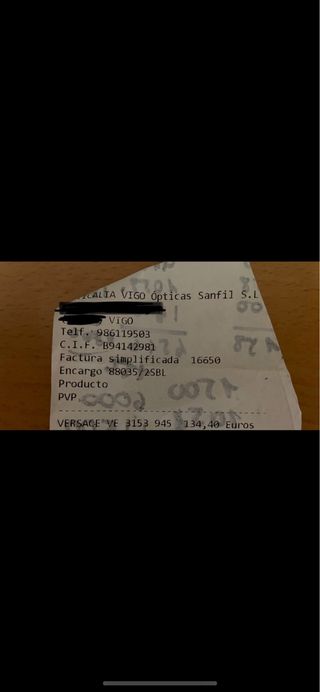 VIGO Ópticas Sanfil S.L
VIGO
Telf. 986119503
C.I.F. B94142981
Factura simplificada 16650
Encargo 88035/2SBL
Producto
PVP
VERSACE VE 3153 945 134,40 Euros